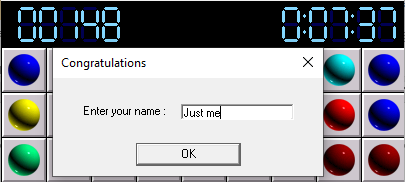 00148 0:07:37
Congratulations
Enter your name : Just me
OK